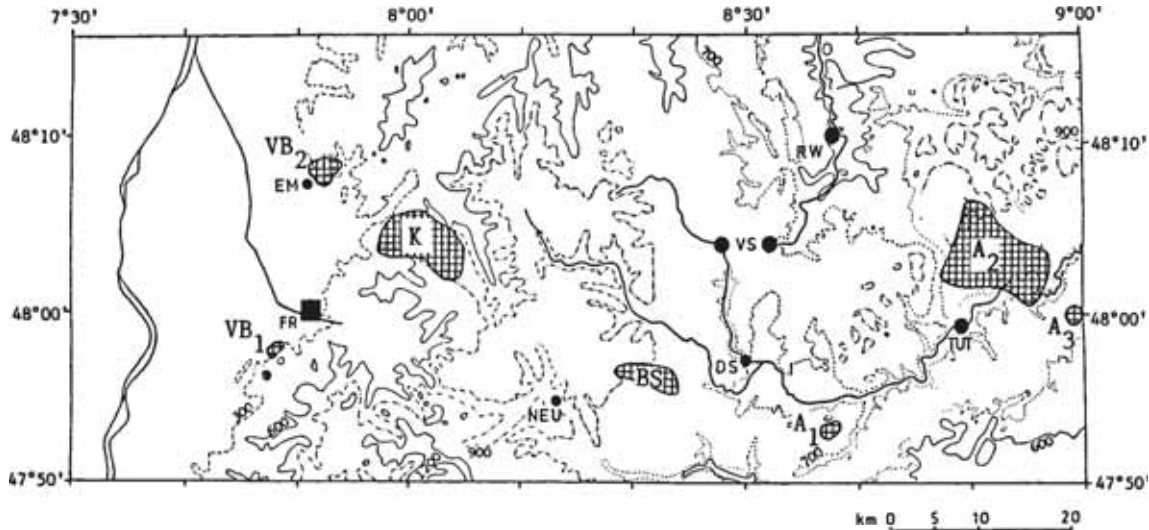 7°30' 8°00' 8°30' 9°00'
700
48°10' 48°10'
900
VB2
RW
EM
K
VS
A2
48°00' 48°00'
FR
VB1
A3
TUT
DS
BS
NEU
A1
300
600
900
700
600
47°50' 47°50'
km 0 5 10 20